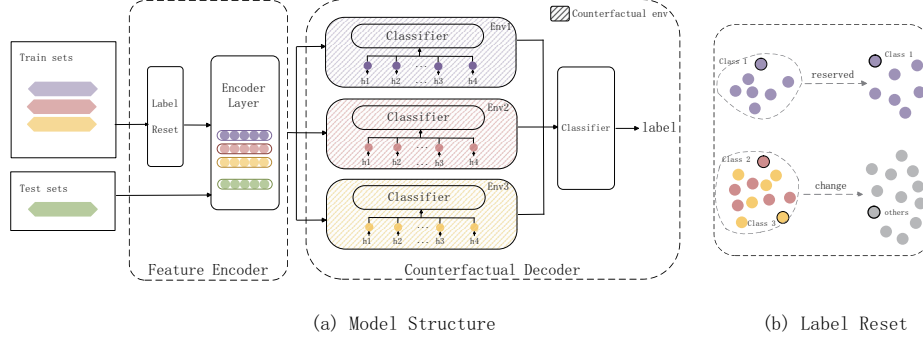 Counterfactual env
Train sets
Test sets
Label
Reset
Encoder
Layer
Feature Encoder
Env1
Classifier
h1 h2 ··· h3 h4
Env2
Classifier
h1 h2 ··· h3 h4
Env3
Classifier
h1 h2 ··· h3 h4
Classifier
label
Counterfactual Decoder
(a) Model Structure
Class 1
reserved
Class 1
Class 2
change
others
Class 3
(b) Label Reset